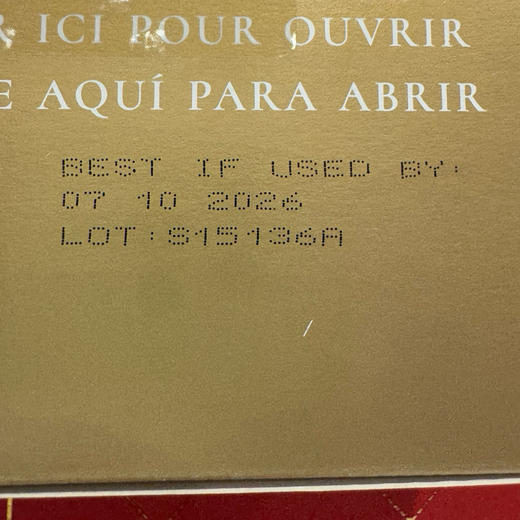 R ICI POUR OUVRIR
E AQUÍ PARA ABRIR
BEST IF USED BY:
07 10 2026
LOT:S15136A